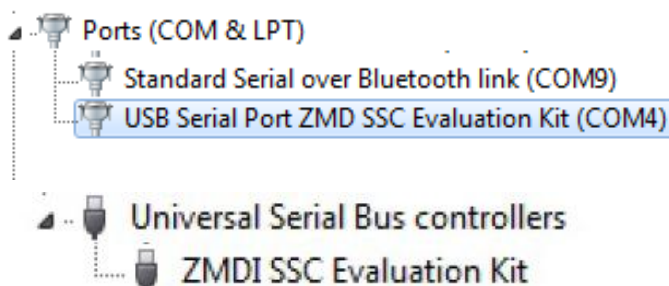 Ports (COM & LPT)
Standard Serial over Bluetooth link (COM9)
USB Serial Port ZMD SSC Evaluation Kit (COM4)
Universal Serial Bus controllers
ZMDI SSC Evaluation Kit